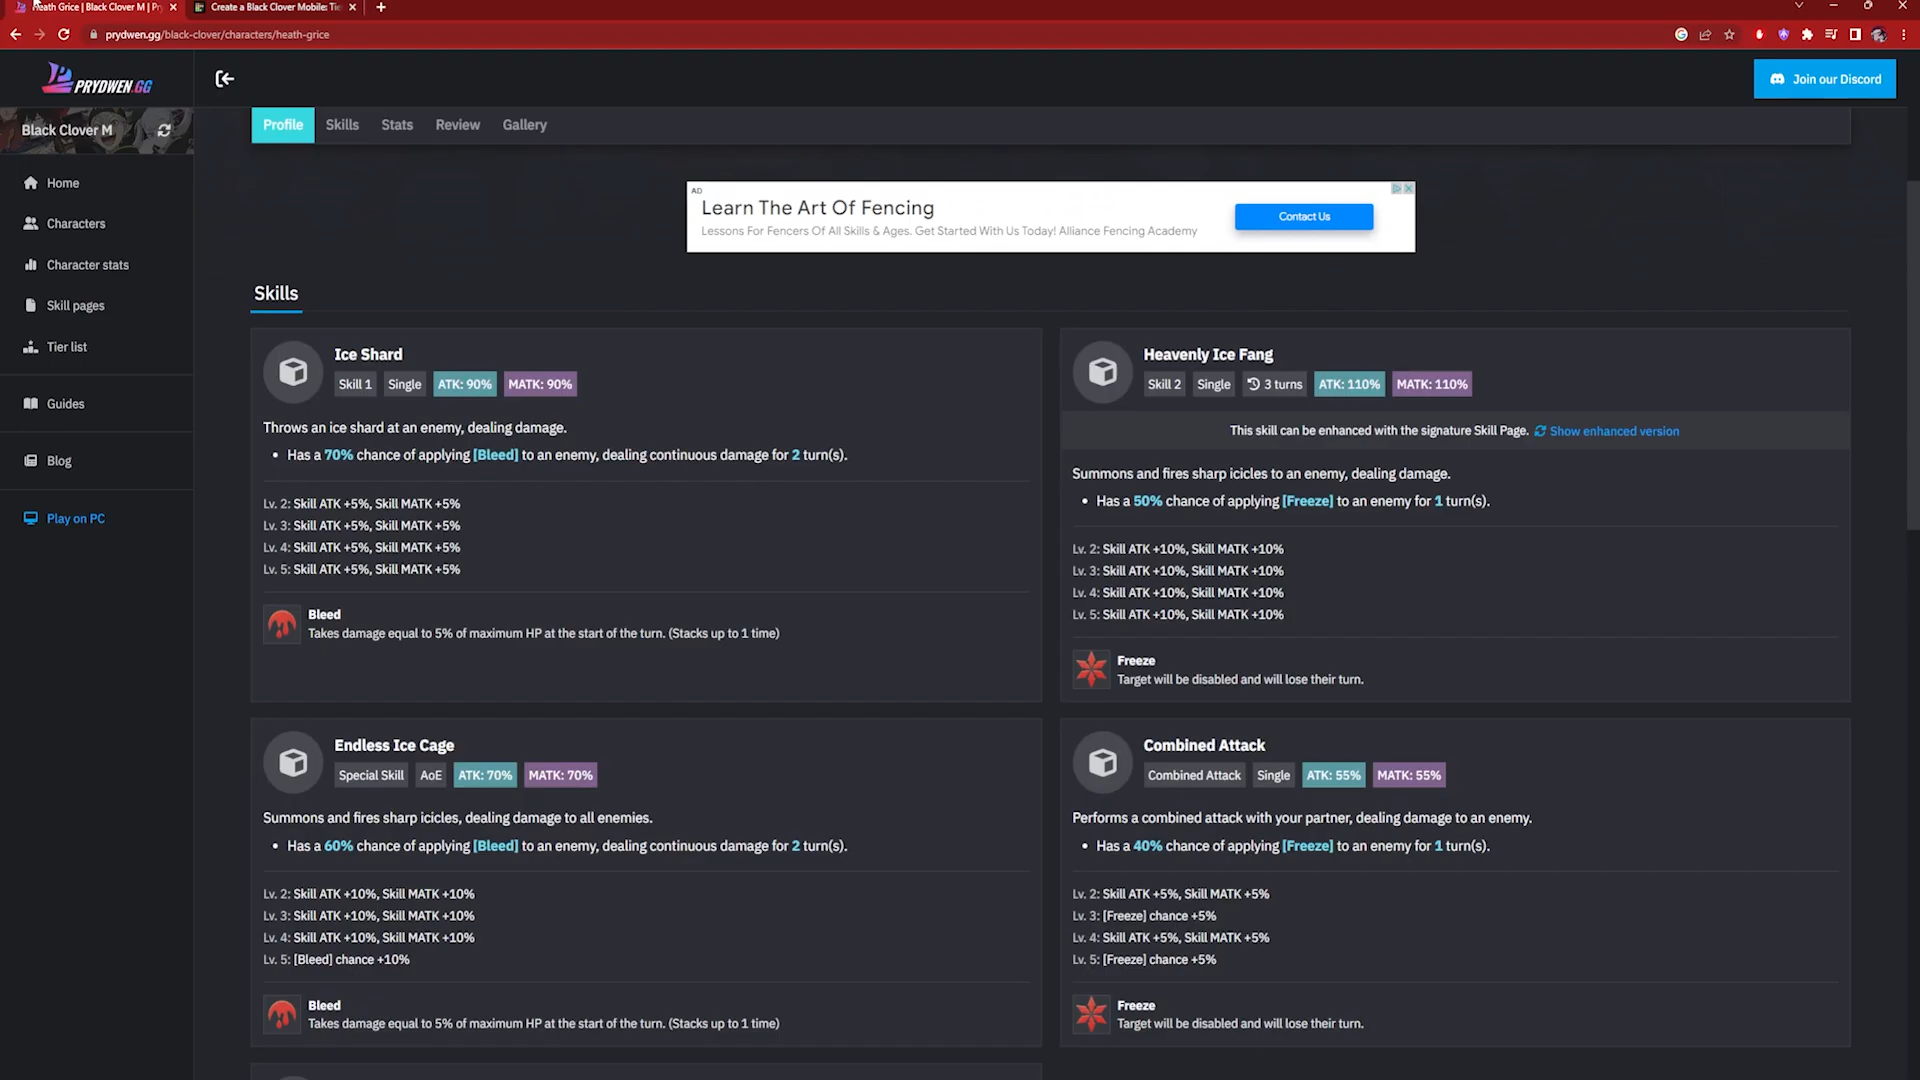 Heath Grice | Black Clover M | Pry
Create a Black Clover Mobile: Tie
prydwen.gg/black-clover/characters/heath-grice
PRYDWEN.GG
Join our Discord
Black Clover M
Home
Characters
Character stats
Skill pages
Tier list
Guides
Blog
Play on PC
Profile
Skills
Stats
Review
Gallery
AD
Learn The Art Of Fencing
Lessons For Fencers Of All Skills & Ages. Get Started With Us Today! Alliance Fencing Academy
Contact Us
Skills
Ice Shard
Skill 1 Single ATK: 90% MATK: 90%
Throws an ice shard at an enemy, dealing damage.
• Has a 70% chance of applying [Bleed] to an enemy, dealing continuous damage for 2 turn(s).
Lv. 2: Skill ATK +5%, Skill MATK +5%
Lv. 3: Skill ATK +5%, Skill MATK +5%
Lv. 4: Skill ATK +5%, Skill MATK +5%
Lv. 5: Skill ATK +5%, Skill MATK +5%
Bleed
Takes damage equal to 5% of maximum HP at the start of the turn. (Stacks up to 1 time)
Heavenly Ice Fang
Skill 2 Single 3 turns ATK: 110% MATK: 110%
This skill can be enhanced with the signature Skill Page. Show enhanced version
Summons and fires sharp icicles to an enemy, dealing damage.
• Has a 50% chance of applying [Freeze] to an enemy for 1 turn(s).
Lv. 2: Skill ATK +10%, Skill MATK +10%
Lv. 3: Skill ATK +10%, Skill MATK +10%
Lv. 4: Skill ATK +10%, Skill MATK +10%
Lv. 5: Skill ATK +10%, Skill MATK +10%
Freeze
Target will be disabled and will lose their turn.
Endless Ice Cage
Special Skill AoE ATK: 70% MATK: 70%
Summons and fires sharp icicles, dealing damage to all enemies.
• Has a 60% chance of applying [Bleed] to an enemy, dealing continuous damage for 2 turn(s).
Lv. 2: Skill ATK +10%, Skill MATK +10%
Lv. 3: Skill ATK +10%, Skill MATK +10%
Lv. 4: Skill ATK +10%, Skill MATK +10%
Lv. 5: [Bleed] chance +10%
Bleed
Takes damage equal to 5% of maximum HP at the start of the turn. (Stacks up to 1 time)
Combined Attack
Combined Attack Single ATK: 55% MATK: 55%
Performs a combined attack with your partner, dealing damage to an enemy.
• Has a 40% chance of applying [Freeze] to an enemy for 1 turn(s).
Lv. 2: Skill ATK +5%, Skill MATK +5%
Lv. 3: [Freeze] chance +5%
Lv. 4: Skill ATK +5%, Skill MATK +5%
Lv. 5: [Freeze] chance +5%
Freeze
Target will be disabled and will lose their turn.